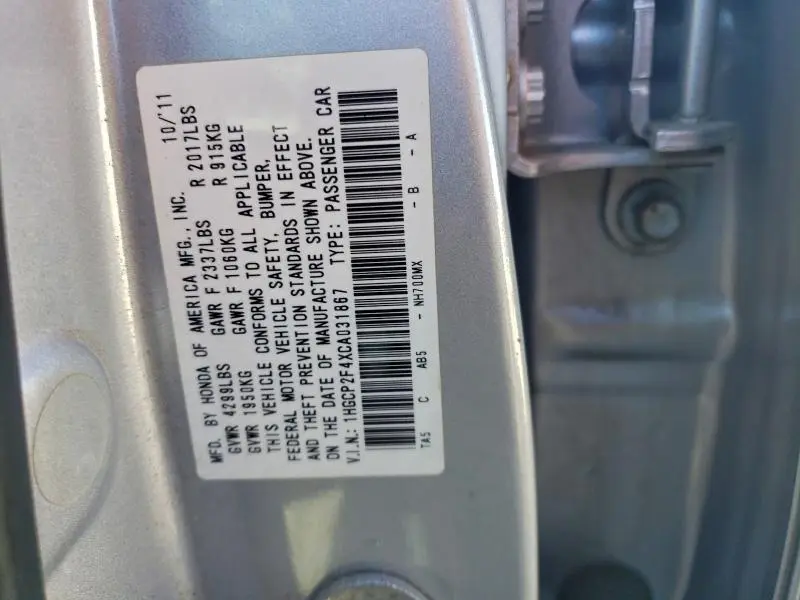 MFD. BY HONDA OF AMERICA MFG., INC. 10/'11
GVWR 4299LBS GAWR F 2337LBS R 2017LBS
GVWR 1950KG GAWR F 1060KG R 915KG
THIS VEHICLE CONFORMS TO ALL APPLICABLE
FEDERAL MOTOR VEHICLE SAFETY, BUMPER,
AND THEFT PREVENTION STANDARDS IN EFFECT
ON THE DATE OF MANUFACTURE SHOWN ABOVE.
V.I.N.: 1HGCP2F4XCA031867 TYPE: PASSENGER CAR
TA5 C AB5 - NH700MX - B - A